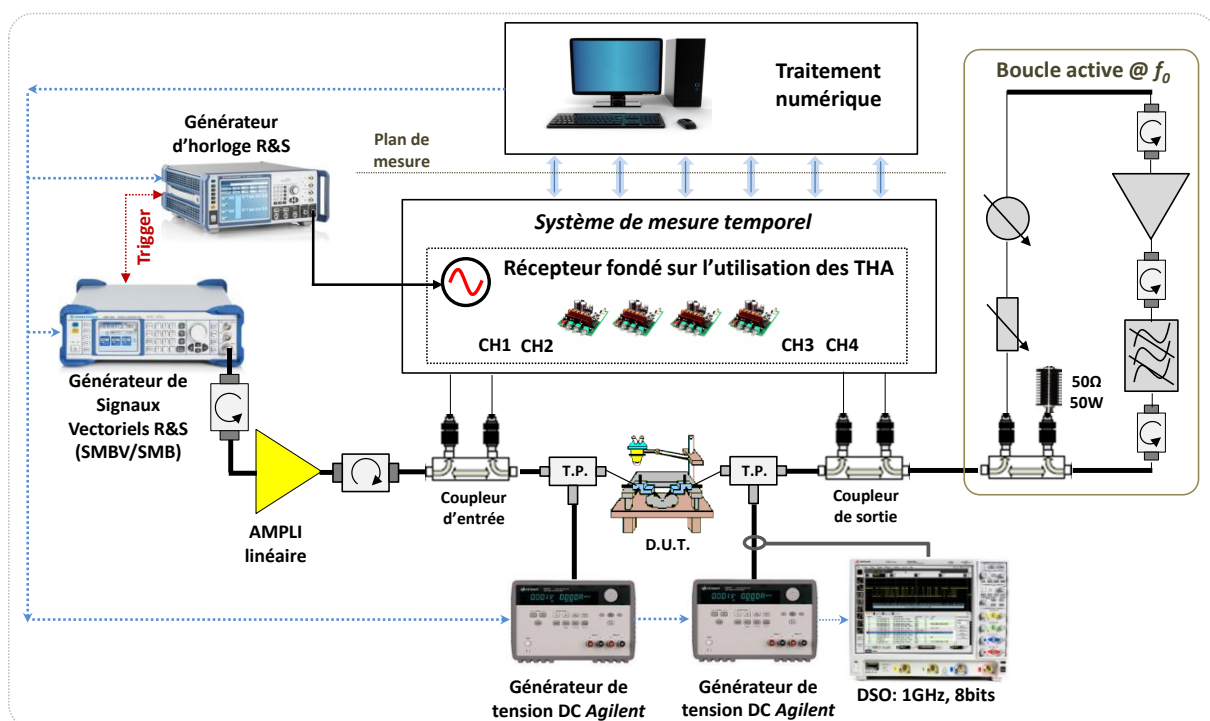 Traitement
numérique
Boucle active @ f₀
Générateur
d'horloge R&S
Plan de
mesure
Système de mesure temporel
Récepteur fondé sur l'utilisation des THA
Trigger
CH1 CH2
CH3 CH4
50Ω
50W
Générateur de
Signaux
Vectoriels R&S
(SMBV/SMB)
T.P.
T.P.
Coupleur
d'entrée
Coupleur
de sortie
AMPLI
linéaire
D.U.T.
Générateur de
tension DC Agilent
Générateur de
tension DC Agilent
DSO: 1GHz, 8bits